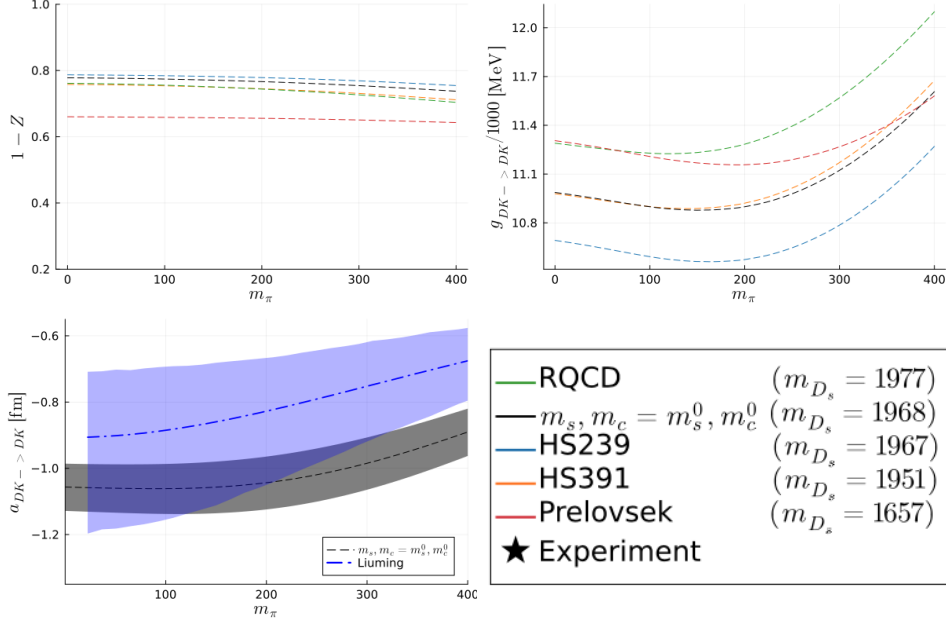 1.0
0.8
0.6
0.4
0.2
1 − Z
0 100 200 300 400
m_π
12.0
11.7
11.4
11.1
10.8
g_{DK−>DK}/1000 [MeV]
0 100 200 300 400
m_π
−0.6
−0.8
−1.0
−1.2
a_{DK−>DK} [fm]
100 200 300 400
m_π
m_s, m_c = m_s^0, m_c^0
Liuming
RQCD (m_{D_s} = 1977)
m_s, m_c = m_s^0, m_c^0 (m_{D_s} = 1968)
HS239 (m_{D_s} = 1967)
HS391 (m_{D_s} = 1951)
Prelovsek (m_{D_s} = 1657)
Experiment